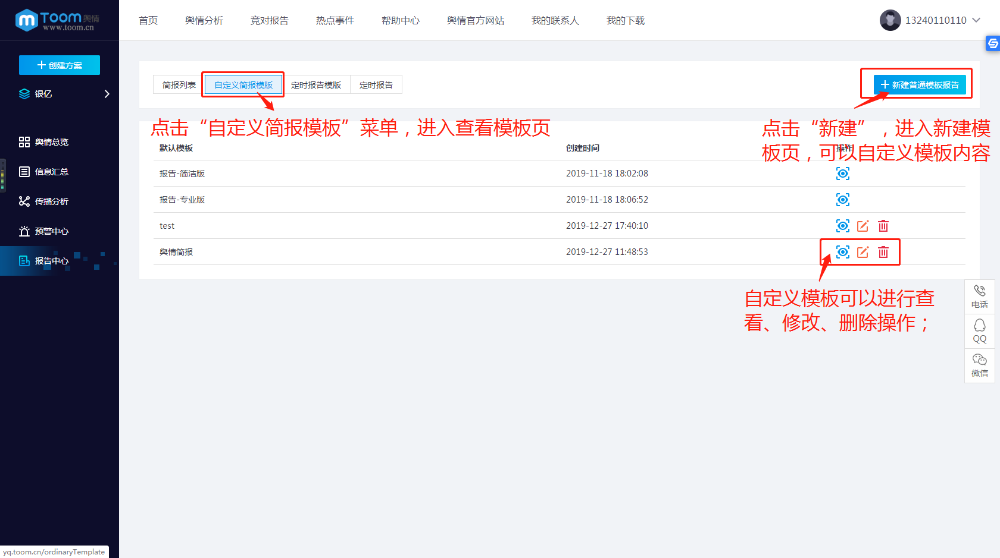 Toom舆情
www.toom.cn
首页 舆情分析 竞对报告 热点事件 帮助中心 舆情官方网站 我的联系人 我的下载
13240110110
创建方案
银亿
舆情总览
信息汇总
传播分析
预警中心
报告中心
简报列表 自定义简报模版 定时报告模版 定时报告
新建普通模板报告
点击“自定义简报模板”菜单，进入查看模板页
点击“新建”，进入新建模
板页，可以自定义模板内容
默认模板 创建时间 操作
报告-简洁版 2019-11-18 18:02:08
报告-专业版 2019-11-18 18:06:52
test 2019-12-27 17:40:10
舆情简报 2019-12-27 11:48:53
自定义模板可以进行查
看、修改、删除操作；
电话
QQ
微信
yq.toom.cn/ordinaryTemplate